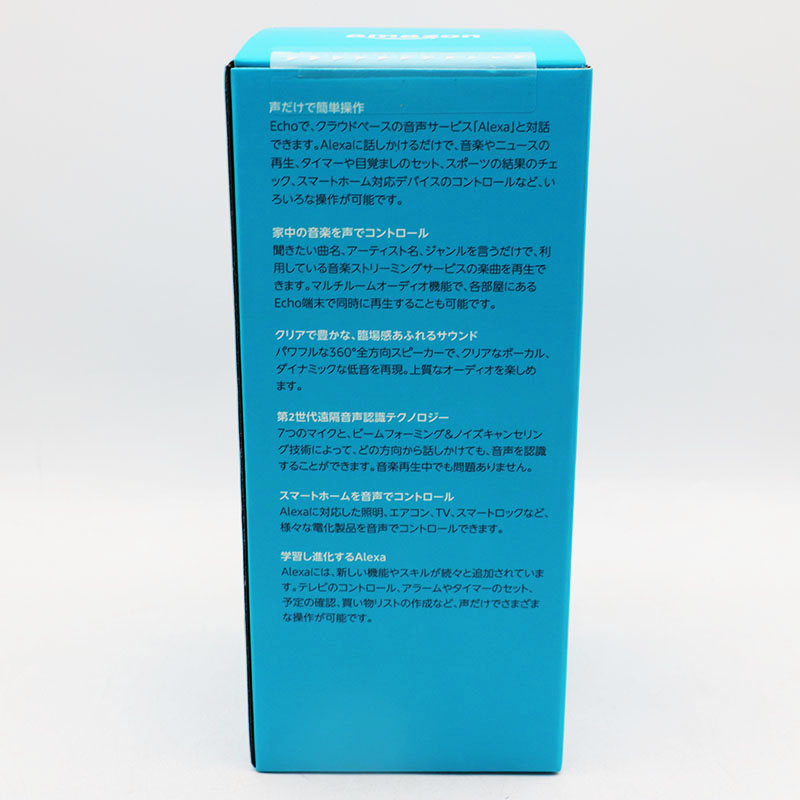 amazon
声だけで簡単操作
Echoで、クラウドベースの音声サービス「Alexa」と対話
できます。Alexaに話しかけるだけで、音楽やニュースの
再生、タイマーや目覚ましのセット、スポーツの結果のチェ
ック、スマートホーム対応デバイスのコントロールなど、い
ろいろな操作が可能です。
家中の音楽を声でコントロール
聞きたい曲名、アーティスト名、ジャンルを言うだけで、利
用している音楽ストリーミングサービスの楽曲を再生で
きます。マルチルームオーディオ機能で、各部屋にある
Echo端末で同時に再生することも可能です。
クリアで豊かな、臨場感あふれるサウンド
パワフルな360°全方向スピーカーで、クリアなボーカル、
ダイナミックな低音を再現。上質なオーディオを楽しめ
ます。
第2世代遠隔音声認識テクノロジー
7つのマイクと、ビームフォーミング&ノイズキャンセリン
グ技術によって、どの方向から話しかけても、音声を認識
することができます。音楽再生中でも問題ありません。
スマートホームを音声でコントロール
Alexaに対応した照明、エアコン、TV、スマートロックなど、
様々な電化製品を音声でコントロールできます。
学習し進化するAlexa
Alexaには、新しい機能やスキルが続々と追加されていま
す。テレビのコントロール、アラームやタイマーのセット、
予定の確認、買い物リストの作成など、声だけでさまざま
な操作が可能です。